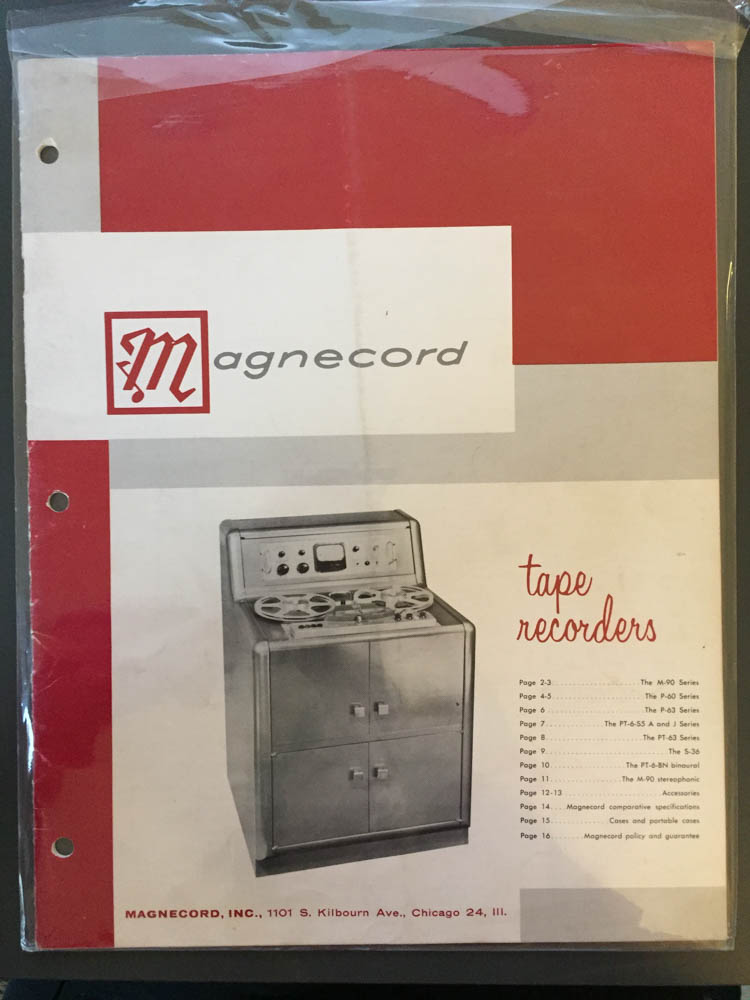 Magnecord
tape
recorders
Page 2-3....................The M-90 Series
Page 4-5.....................The P-60 Series
Page 6.......................The P-63 Series
Page 7..............The PT-6-S5 A and J Series
Page 8.......................The PT-63 Series
Page 9............................The S-36
Page 10.................The PT-6-BN binaural
Page 11................The M-90 stereophonic
Page 12-13.......................Accessories
Page 14....Magnecord comparative specifications
Page 15.............Cases and portable cases
Page 16........Magnecord policy and guarantee
MAGNECORD, INC., 1101 S. Kilbourn Ave., Chicago 24, Ill.